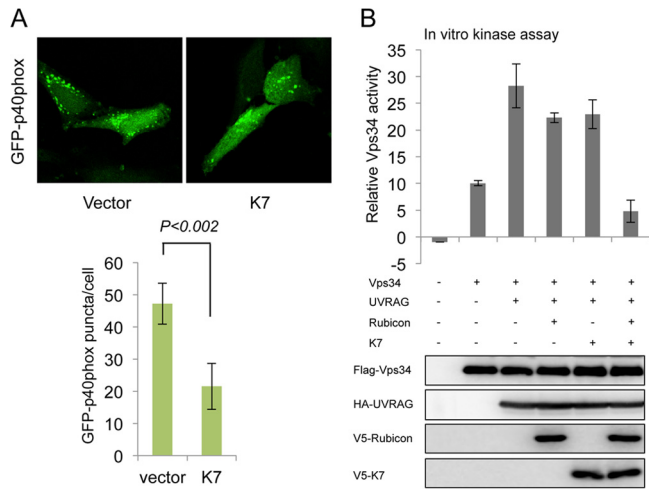 A
GFP-p40phox
Vector K7
P<0.002
GFP-p40phox puncta/cell
60
50
40
30
20
10
0
vector K7
B
In vitro kinase assay
Relative Vps34 activity
35
30
25
20
15
10
5
0
-5
Vps34 - + + + + +
UVRAG - - + + + +
Rubicon - - - + - +
K7 - - - - + +
Flag-Vps34
HA-UVRAG
V5-Rubicon
V5-K7